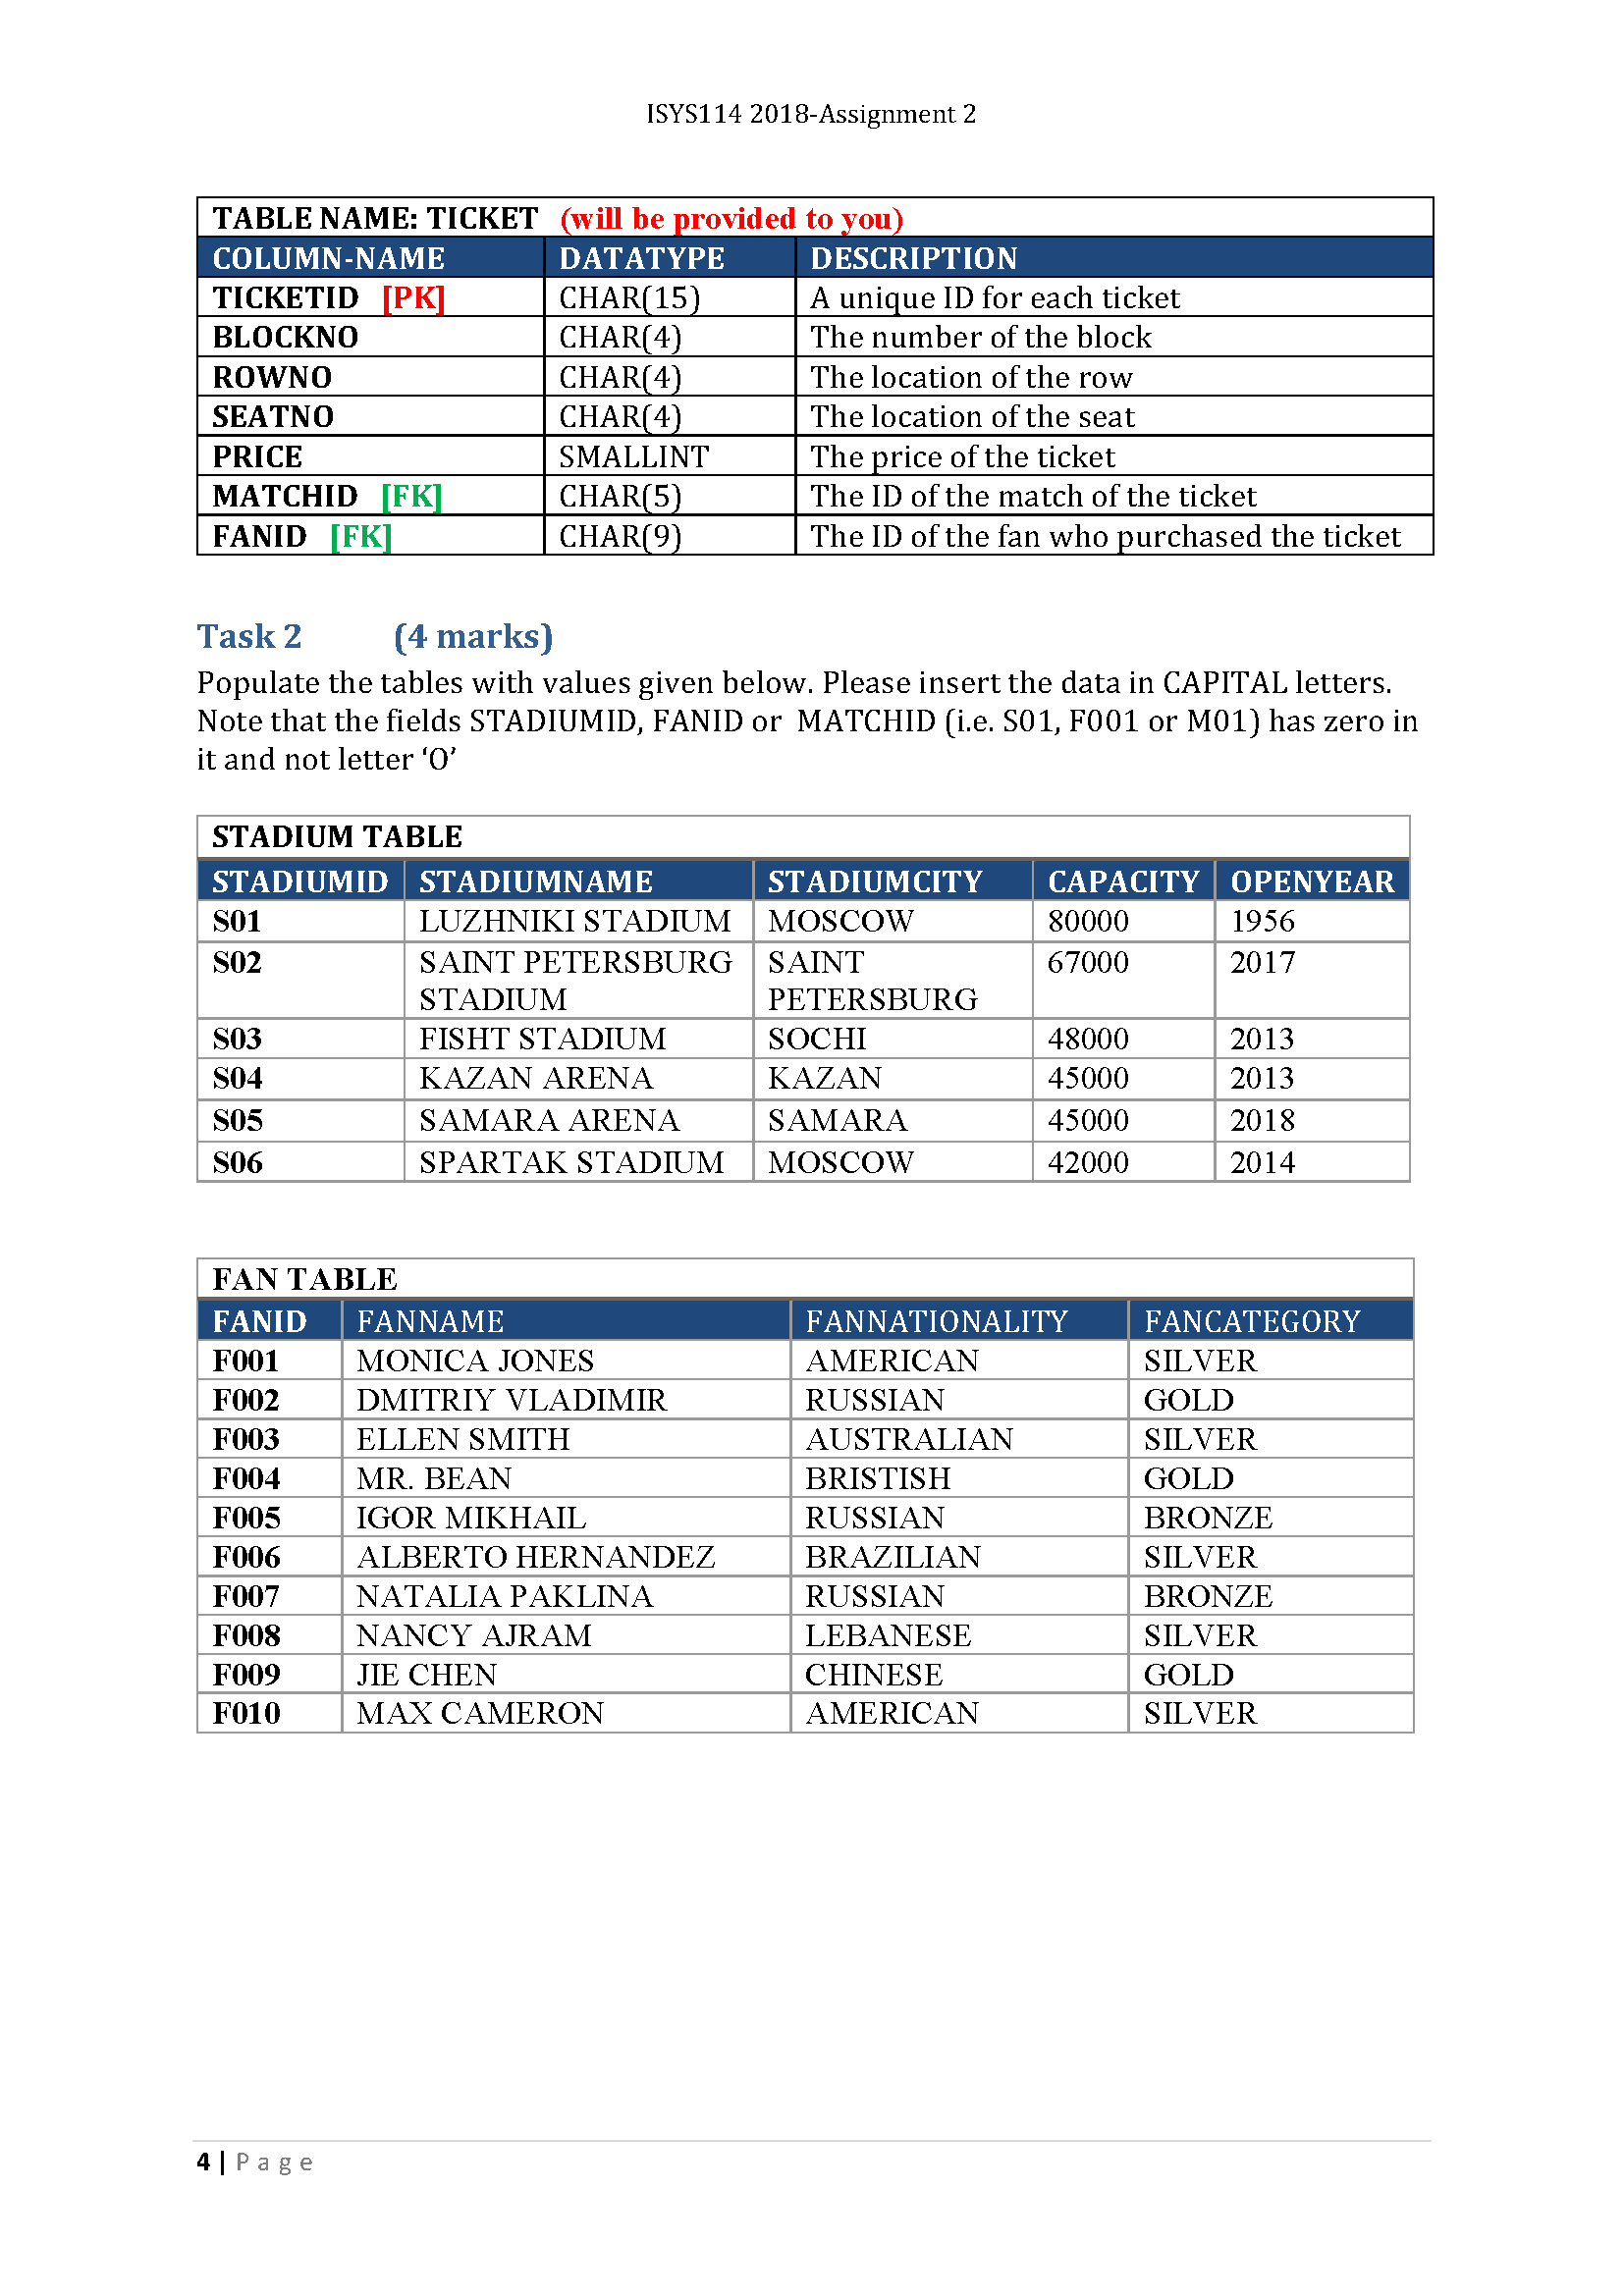 ISYS114 2018-Assignment 2
TABLE NAME: TICKET (will be provided to you)
COLUMN-NAME DATATYPE DESCRIPTION
TICKETID [PK] CHAR(15) A unique ID for each ticket
BLOCKNO CHAR(4) The number of the block
ROWNO CHAR(4) The location of the row
SEATNO CHAR(4) The location of the seat
PRICE SMALLINT The price of the ticket
MATCHID [FK] CHAR(5) The ID of the match of the ticket
FANID [FK] CHAR(9) The ID of the fan who purchased the ticket
Task 2 (4 marks)
Populate the tables with values given below. Please insert the data in CAPITAL letters.
Note that the fields STADIUMID, FANID or MATCHID (i.e. S01, F001 or M01) has zero in
it and not letter ‘O’
STADIUM TABLE
STADIUMID STADIUMNAME STADIUMCITY CAPACITY OPENYEAR
S01 LUZHNIKI STADIUM MOSCOW 80000 1956
S02 SAINT PETERSBURG SAINT 67000 2017
STADIUM PETERSBURG
S03 FISHT STADIUM SOCHI 48000 2013
S04 KAZAN ARENA KAZAN 45000 2013
S05 SAMARA ARENA SAMARA 45000 2018
S06 SPARTAK STADIUM MOSCOW 42000 2014
FAN TABLE
FANID FANNAME FANNATIONALITY FANCATEGORY
F001 MONICA JONES AMERICAN SILVER
F002 DMITRIY VLADIMIR RUSSIAN GOLD
F003 ELLEN SMITH AUSTRALIAN SILVER
F004 MR. BEAN BRISTISH GOLD
F005 IGOR MIKHAIL RUSSIAN BRONZE
F006 ALBERTO HERNANDEZ BRAZILIAN SILVER
F007 NATALIA PAKLINA RUSSIAN BRONZE
F008 NANCY AJRAM LEBANESE SILVER
F009 JIE CHEN CHINESE GOLD
F010 MAX CAMERON AMERICAN SILVER
4 | Page